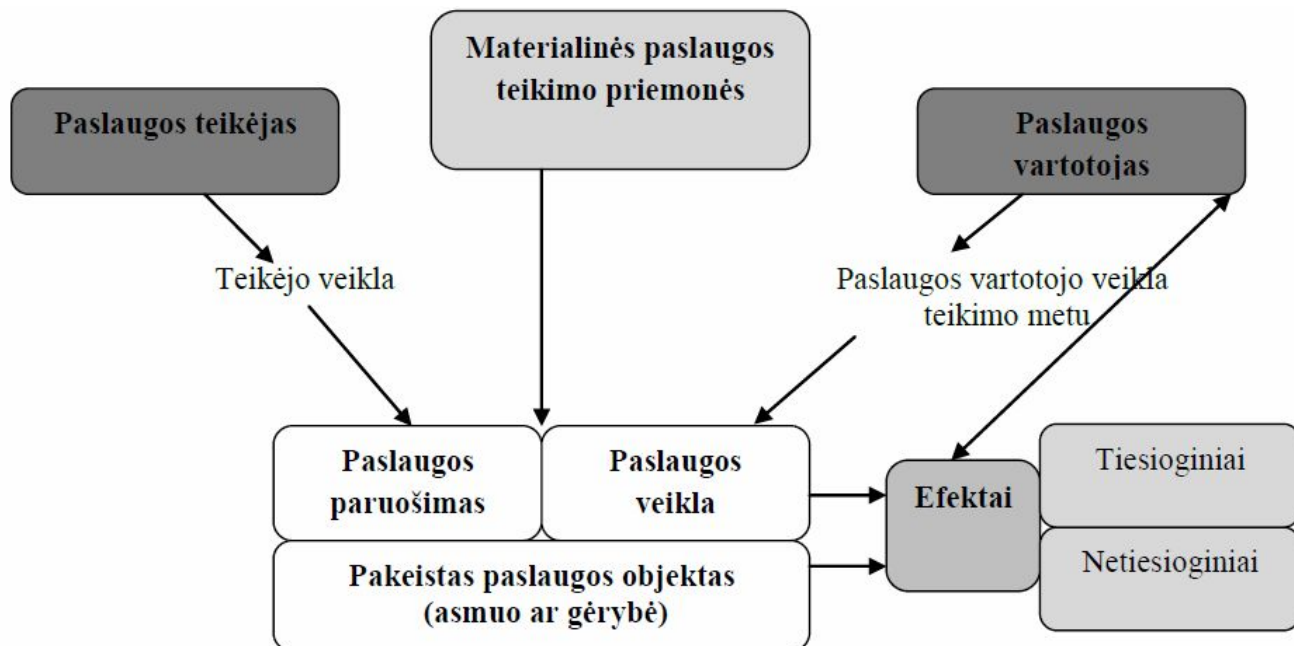 Materialinės paslaugos
teikimo priemonės
Paslaugos teikėjas
Paslaugos
vartotojas
Teikėjo veikla
Paslaugos vartotojo veikla
teikimo metu
Paslaugos
paruošimas
Paslaugos
veikla
Efektai
Tiesioginiai
Netiesioginiai
Pakeistas paslaugos objektas
(asmuo ar gėrybė)